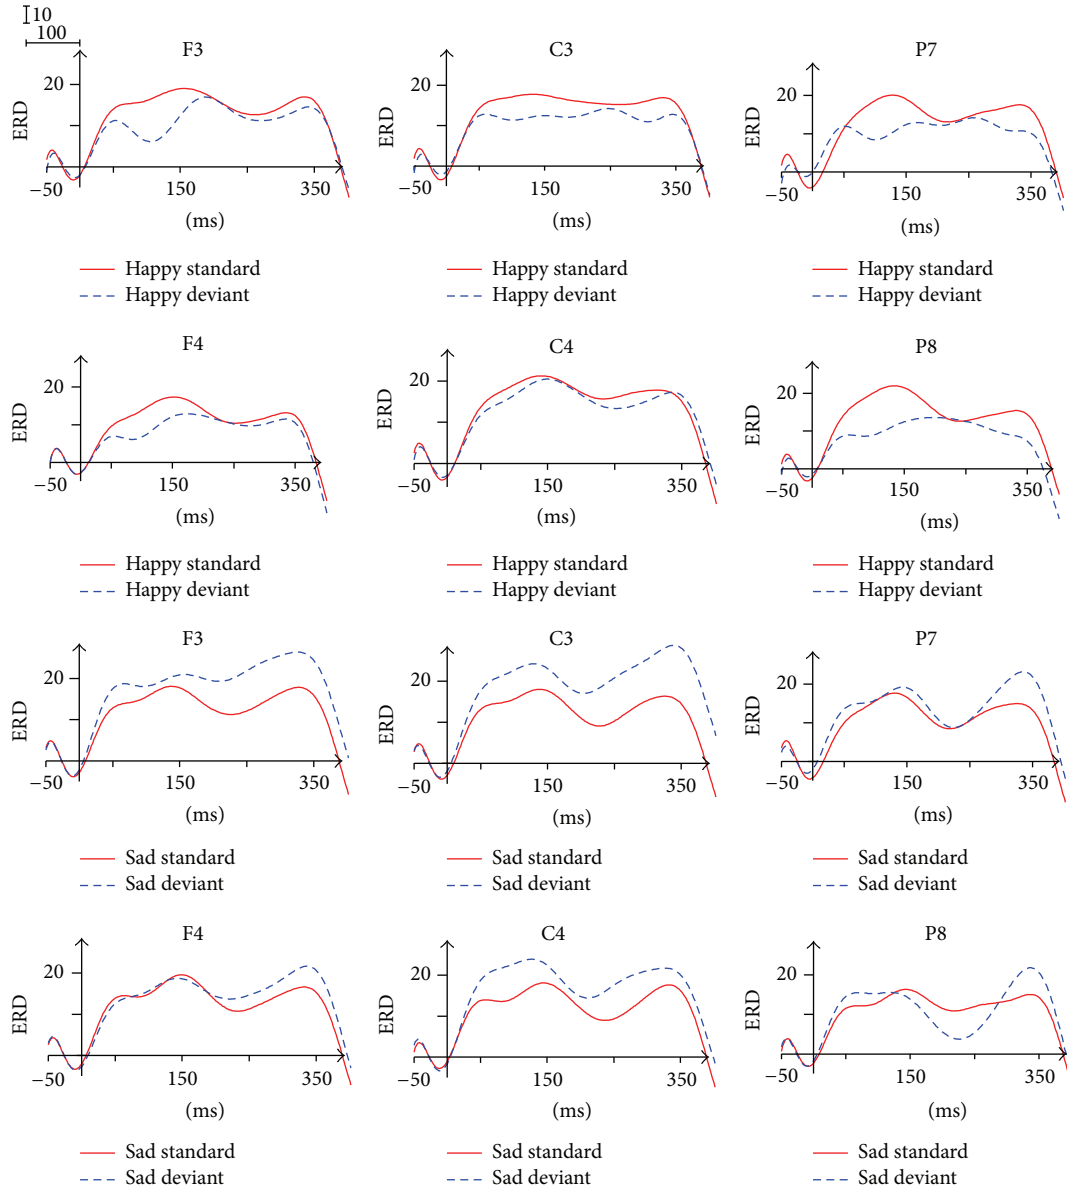 10
100
F3
C3
P7
20
20
20
ERD
ERD
ERD
−50
150
350
−50
150
350
−50
150
350
(ms)
(ms)
(ms)
Happy standard
Happy standard
Happy standard
Happy deviant
Happy deviant
Happy deviant
F4
C4
P8
20
20
20
ERD
ERD
ERD
−50
150
350
−50
150
350
−50
150
350
(ms)
(ms)
(ms)
Happy standard
Happy standard
Happy standard
Happy deviant
Happy deviant
Happy deviant
F3
C3
P7
20
20
20
ERD
ERD
ERD
−50
150
350
−50
150
350
−50
150
350
(ms)
(ms)
(ms)
Sad standard
Sad standard
Sad standard
Sad deviant
Sad deviant
Sad deviant
F4
C4
P8
20
20
20
ERD
ERD
ERD
−50
150
350
−50
150
350
−50
150
350
(ms)
(ms)
(ms)
Sad standard
Sad standard
Sad standard
Sad deviant
Sad deviant
Sad deviant